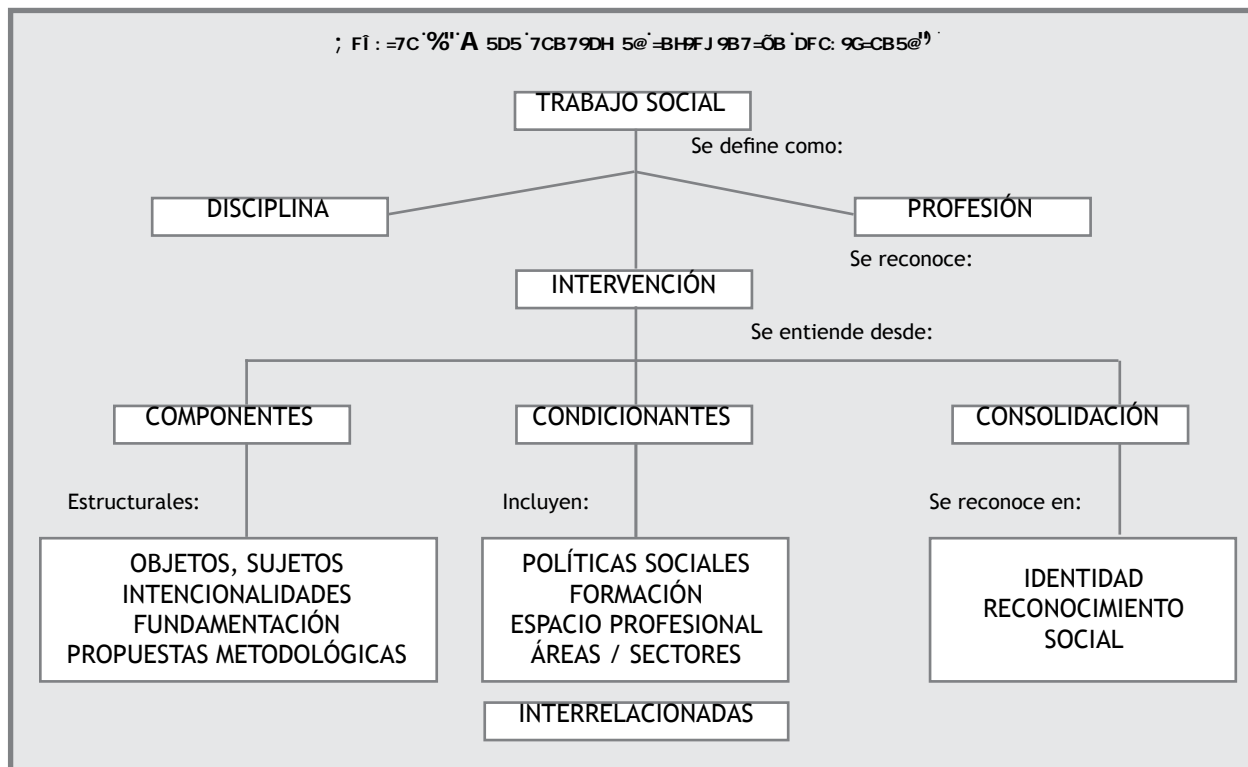 TRABAJO SOCIAL
Se define como:
DISCIPLINA
PROFESIÓN
Se reconoce:
INTERVENCIÓN
Se entiende desde:
COMPONENTES
CONDICIONANTES
CONSOLIDACIÓN
Estructurales:
Incluyen:
Se reconoce en:
OBJETOS, SUJETOS
INTENCIONALIDADES
FUNDAMENTACIÓN
PROPUESTAS METODOLÓGICAS
POLÍTICAS SOCIALES
FORMACIÓN
ESPACIO PROFESIONAL
ÁREAS / SECTORES
IDENTIDAD
RECONOCIMIENTO
SOCIAL
INTERRELACIONADAS